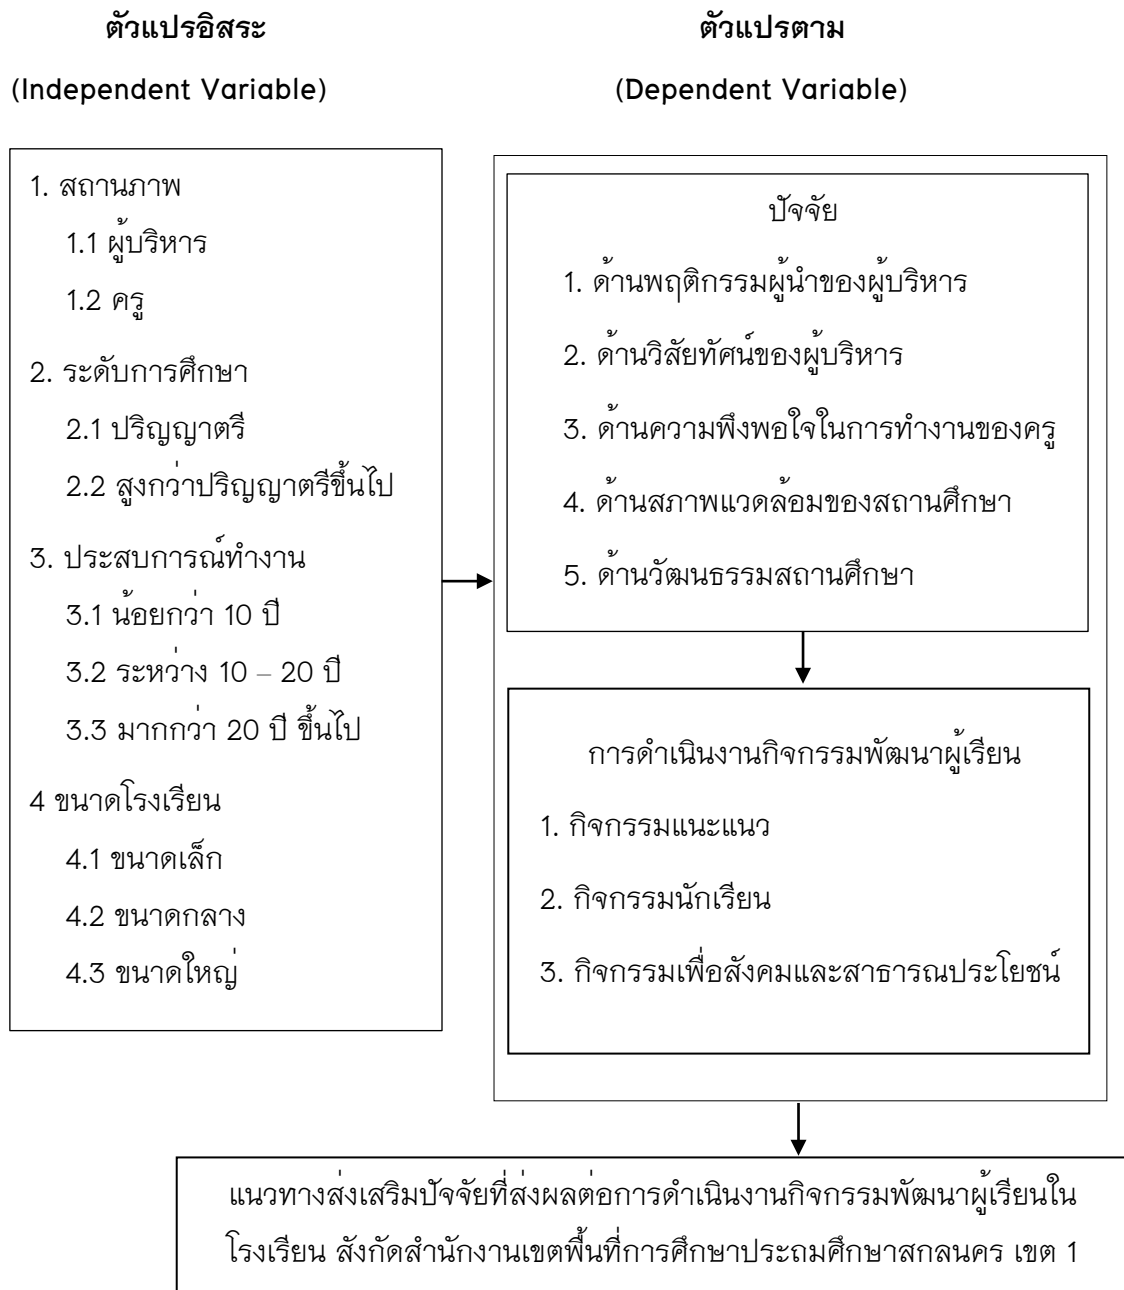 ตัวแปรอิสระ
(Independent Variable)
1. สถานภาพ
1.1 ผู้บริหาร
1.2 ครู
2. ระดับการศึกษา
2.1 ปริญญาตรี
2.2 สูงกว่าปริญญาตรีขึ้นไป
3. ประสบการณ์ทำงาน
3.1 น้อยกว่า 10 ปี
3.2 ระหว่าง 10 – 20 ปี
3.3 มากกว่า 20 ปี ขึ้นไป
4 ขนาดโรงเรียน
4.1 ขนาดเล็ก
4.2 ขนาดกลาง
4.3 ขนาดใหญ่
ตัวแปรตาม
(Dependent Variable)
ปัจจัย
1. ด้านพฤติกรรมผู้นำของผู้บริหาร
2. ด้านวิสัยทัศน์ของผู้บริหาร
3. ด้านความพึงพอใจในการทำงานของครู
4. ด้านสภาพแวดล้อมของสถานศึกษา
5. ด้านวัฒนธรรมสถานศึกษา
การดำเนินงานกิจกรรมพัฒนาผู้เรียน
1. กิจกรรมแนะแนว
2. กิจกรรมนักเรียน
3. กิจกรรมเพื่อสังคมและสาธารณประโยชน์
แนวทางส่งเสริมปัจจัยที่ส่งผลต่อการดำเนินงานกิจกรรมพัฒนาผู้เรียนใน
โรงเรียน สังกัดสำนักงานเขตพื้นที่การศึกษาประถมศึกษาสกลนคร เขต 1